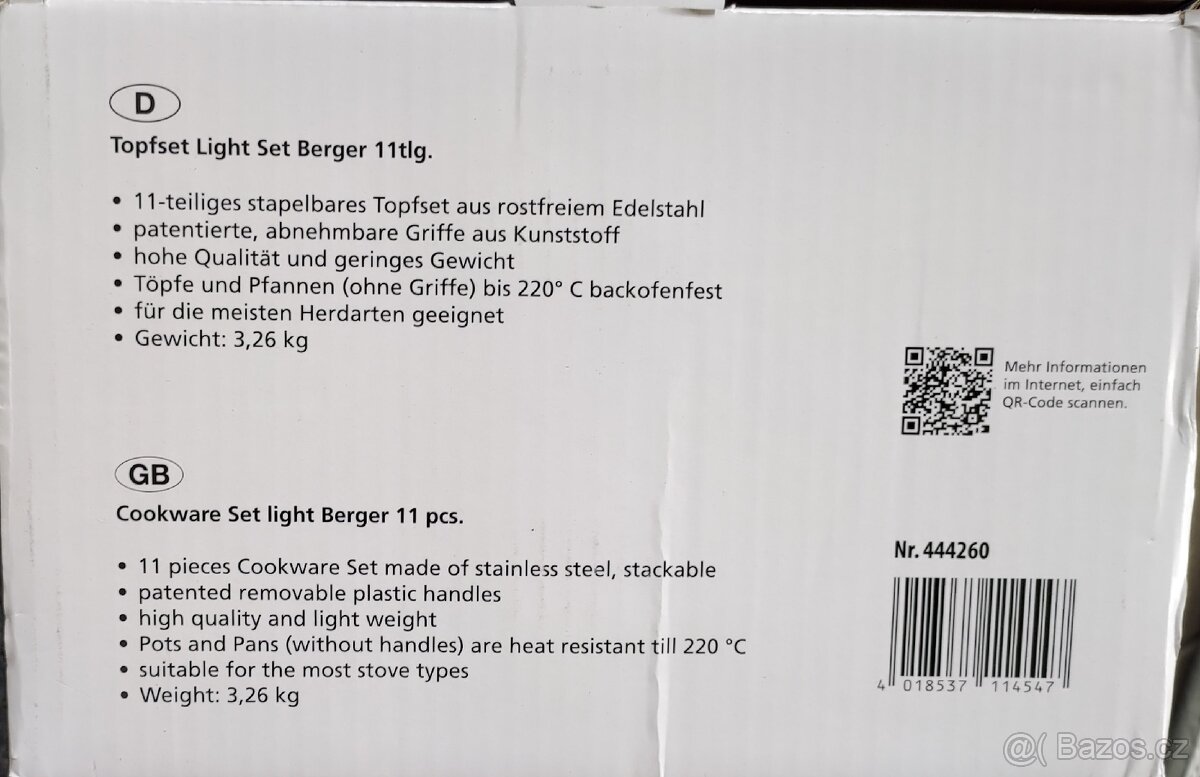 D
Topfset Light Set Berger 11tlg.
• 11-teiliges stapelbares Topfset aus rostfreiem Edelstahl
• patentierte, abnehmbare Griffe aus Kunststoff
• hohe Qualität und geringes Gewicht
• Töpfe und Pfannen (ohne Griffe) bis 220° C backofenfest
• für die meisten Herdarten geeignet
• Gewicht: 3,26 kg
Mehr Informationen
im Internet, einfach
QR-Code scannen.
GB
Cookware Set light Berger 11 pcs.
• 11 pieces Cookware Set made of stainless steel, stackable
• patented removable plastic handles
• high quality and light weight
• Pots and Pans (without handles) are heat resistant till 220 °C
• suitable for the most stove types
• Weight: 3,26 kg
Nr. 444260
4 018537 114547
@( Bazos.cz